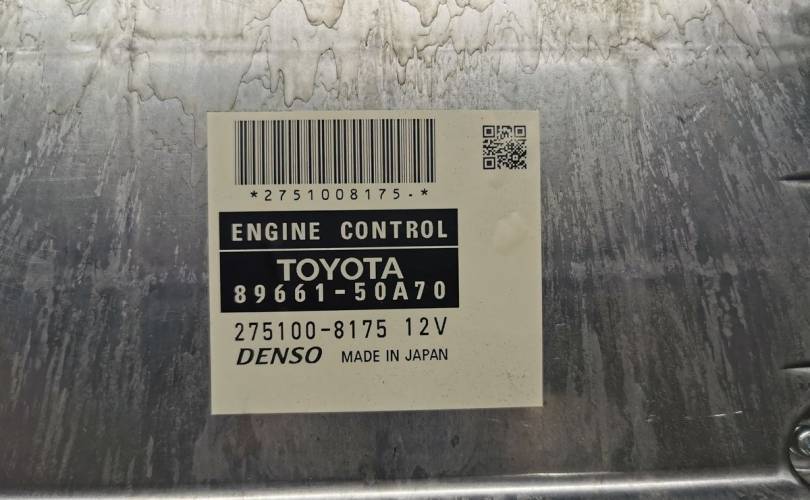 *2751008175-*
ENGINE CONTROL
TOYOTA
89661-50A70
275100-8175 12V
DENSO MADE IN JAPAN